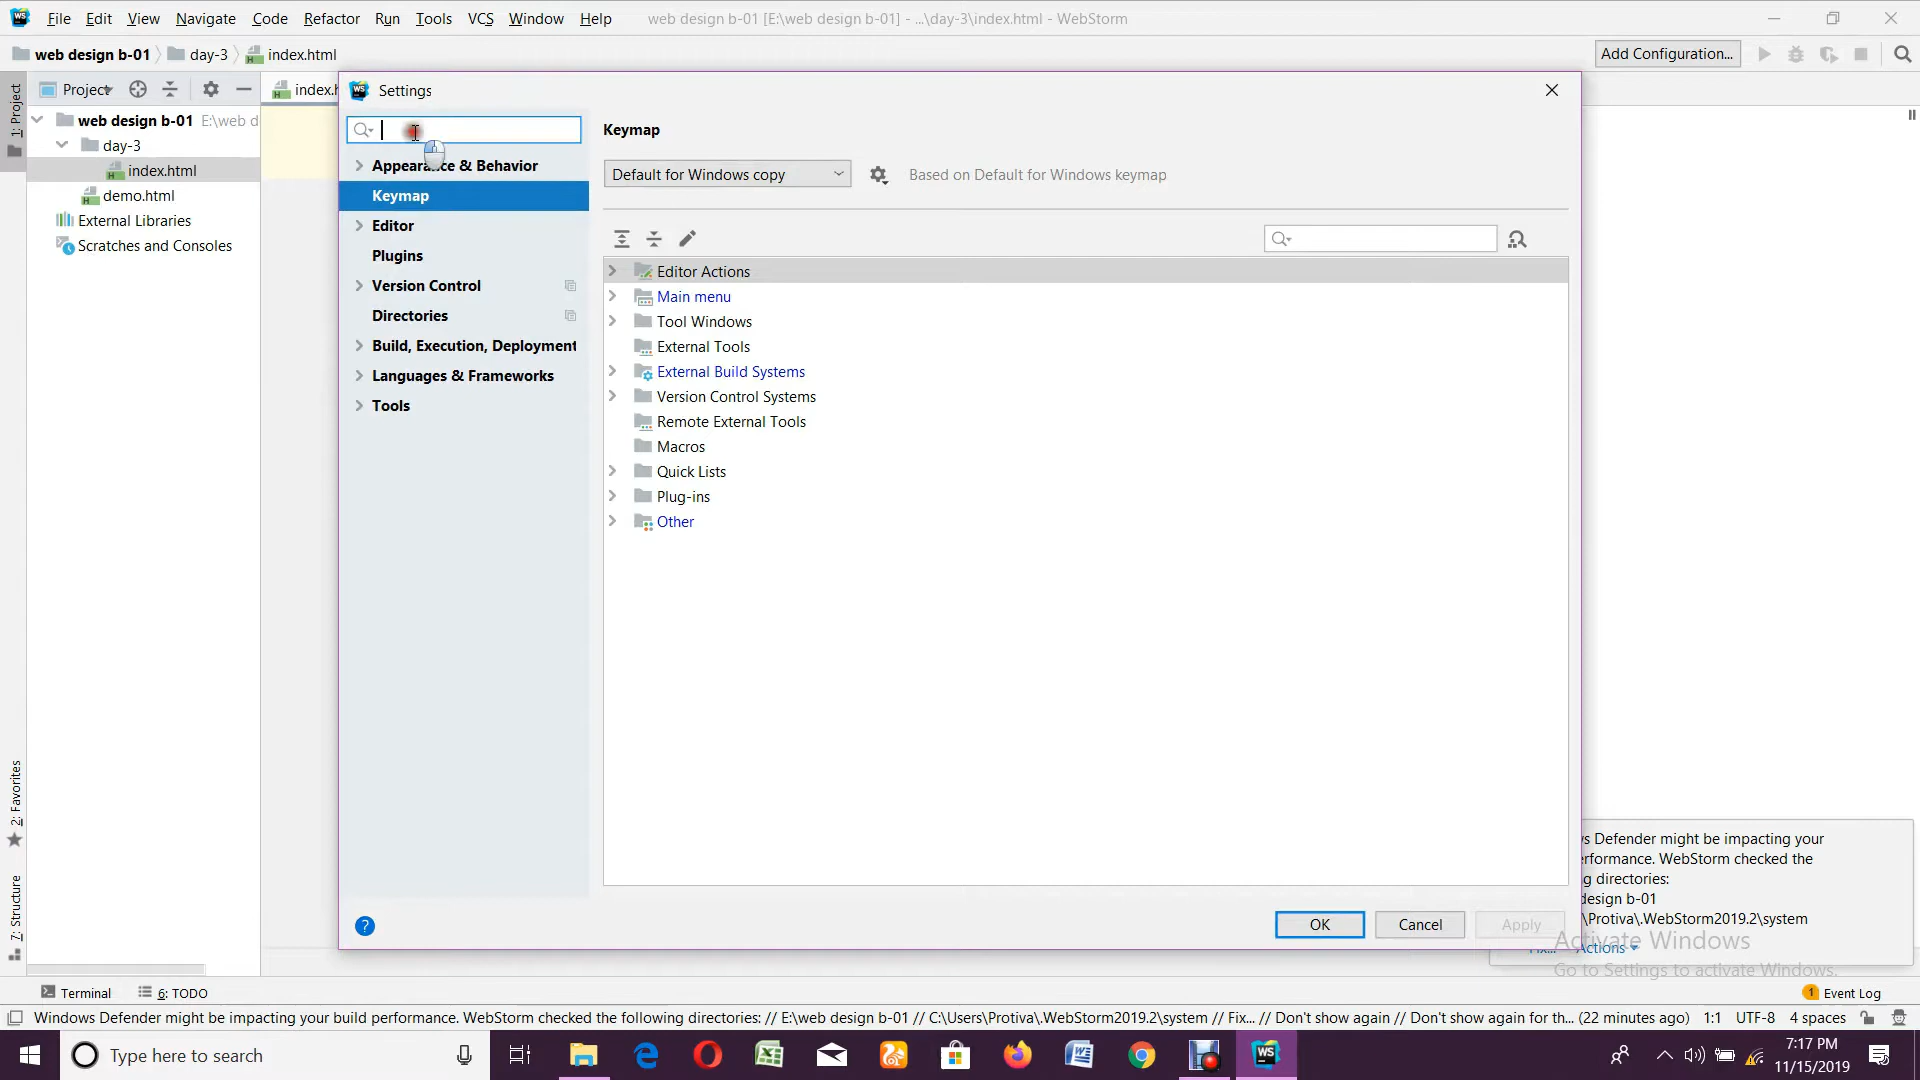 File Edit View Navigate Code Refactor Run Tools VCS Window Help web design b-01 [E:\web design b-01] - ...\day-3\index.html - WebStorm
web design b-01 day-3 index.html Add Configuration...
1: Project
Project
index.h
web design b-01 E:\web d
day-3
index.html
demo.html
External Libraries
Scratches and Consoles
2: Favorites
7: Structure
Settings
Appearance & Behavior
Keymap
Editor
Plugins
Version Control
Directories
Build, Execution, Deployment
Languages & Frameworks
Tools
Keymap
Default for Windows copy Based on Default for Windows keymap
Editor Actions
Main menu
Tool Windows
External Tools
External Build Systems
Version Control Systems
Remote External Tools
Macros
Quick Lists
Plug-ins
Other
? OK Cancel Apply
s Defender might be impacting your
rformance. WebStorm checked the
g directories:
design b-01
\Protiva\.WebStorm2019.2\system
Fix... Actions
Activate Windows
Go to Settings to activate Windows.
Terminal 6: TODO 1 Event Log
Windows Defender might be impacting your build performance. WebStorm checked the following directories: // E:\web design b-01 // C:\Users\Protiva\.WebStorm2019.2\system // Fix... // Don't show again // Don't show again for th... (22 minutes ago) 1:1 UTF-8 4 spaces
Type here to search
7:17 PM
11/15/2019